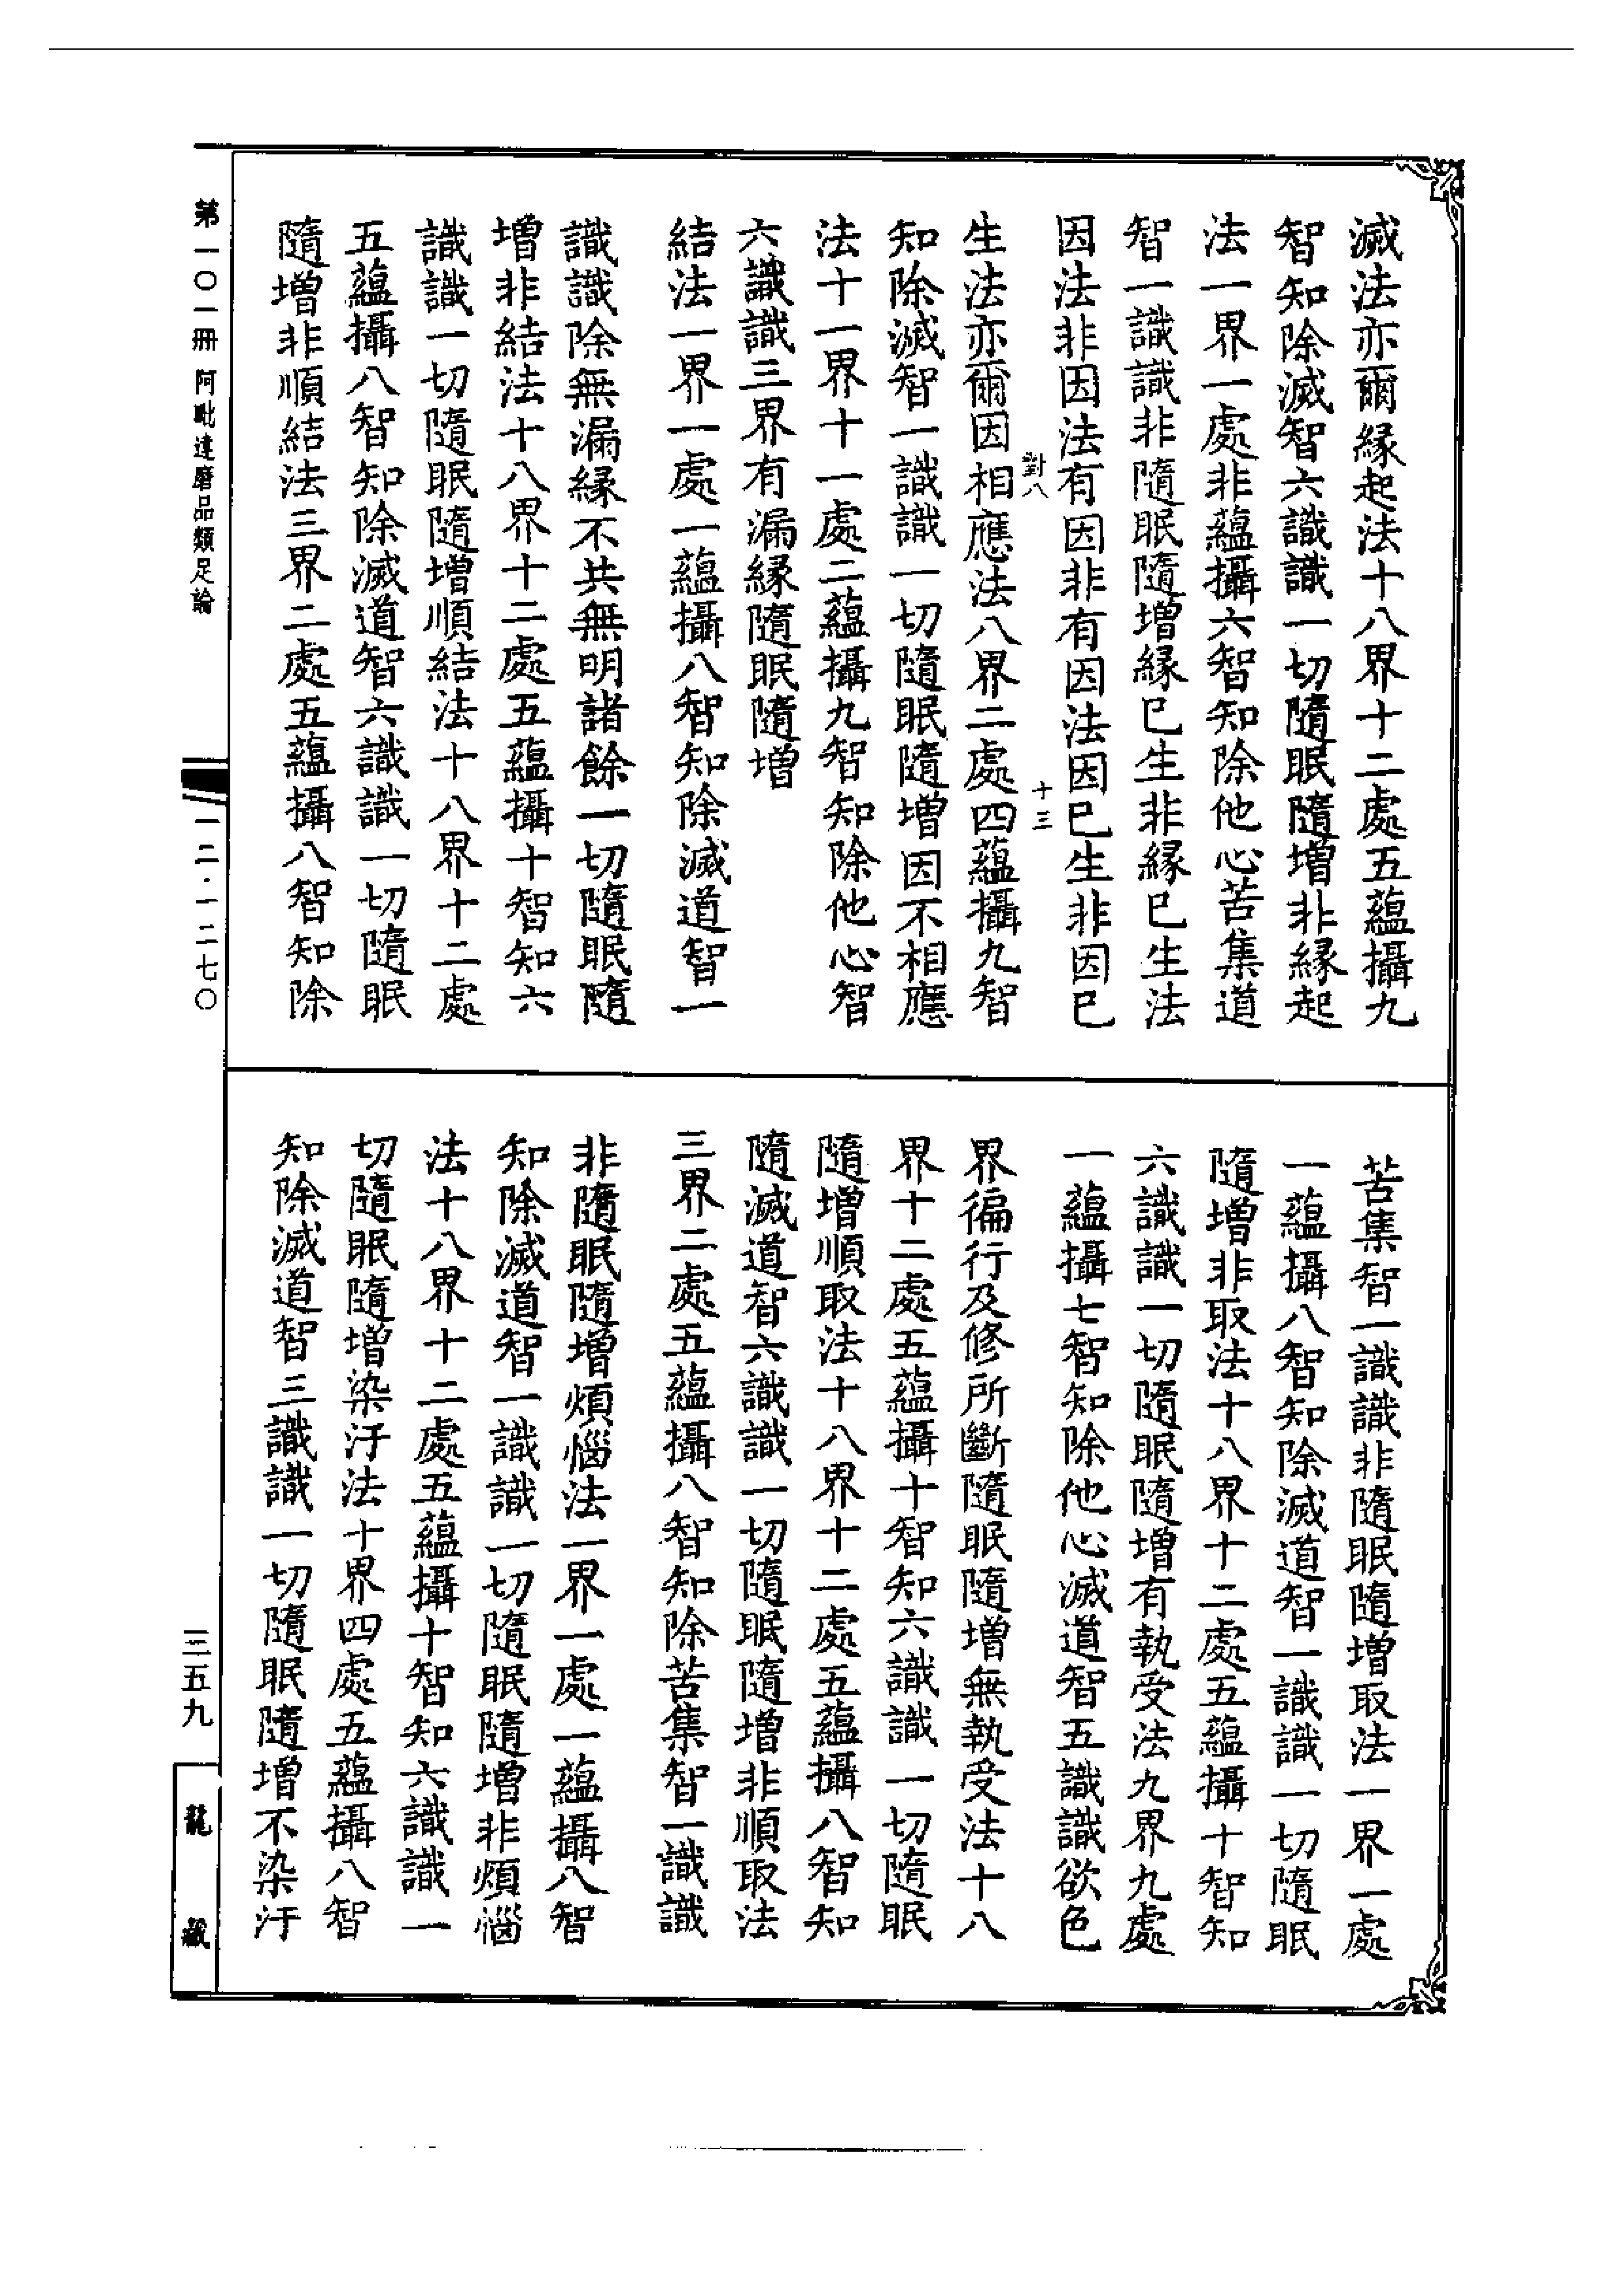 滅法亦爾緣起法十八界十二處五蘊攝九
智知除滅智六識識一切隨眠隨增非緣起
法一界一處非蘊攝六智知除他心苦集道
智一識識非隨眠隨增緣已生非緣已生法
因法非因法有因非有因法因已生非因已
對八
十三
生法亦爾因相應法八界二處四蘊攝九智
知除滅智一識識一切隨眠隨增因不相應
法十一界十一處二蘊攝九智知除他心智
六識識三界有漏緣隨眠隨增
結法一界一處一蘊攝八智知除滅道智一
識識除無漏緣不共無明諸餘一切隨眠隨
增非結法十八界十二處五蘊攝十智知六
識識一切隨眠隨增順結法十八界十二處
五蘊攝八智知除滅道智六識識一切隨眠
隨增非順結法三界二處五蘊攝八智知除
苦集智一識識非隨眠隨增取法一界一處
一蘊攝八智知除滅道智一識識一切隨眠
隨增非取法十八界十二處五蘊攝十智知
六識識一切隨眠隨增有執受法九界九處
一蘊攝七智知除他心滅道智五識識欲色
界徧行及修所斷隨眠隨增無執受法十八
界十二處五蘊攝十智知六識識一切隨眠
隨增順取法十八界十二處五蘊攝八智知
隨滅道智六識識一切隨眠隨增非順取法
三界二處五蘊攝八智知除苦集智一識識
非隨眠隨增煩惱法一界一處一蘊攝八智
知除滅道智一識識一切隨眠隨增非煩惱
法十八界十二處五蘊攝十智知六識識一
切隨眠隨增染汙法十界四處五蘊攝八智
知除滅道智三識識一切隨眠隨增不染汙
第一〇一冊 阿毗達磨品類足論
一二·一二七〇
三五九
龍藏